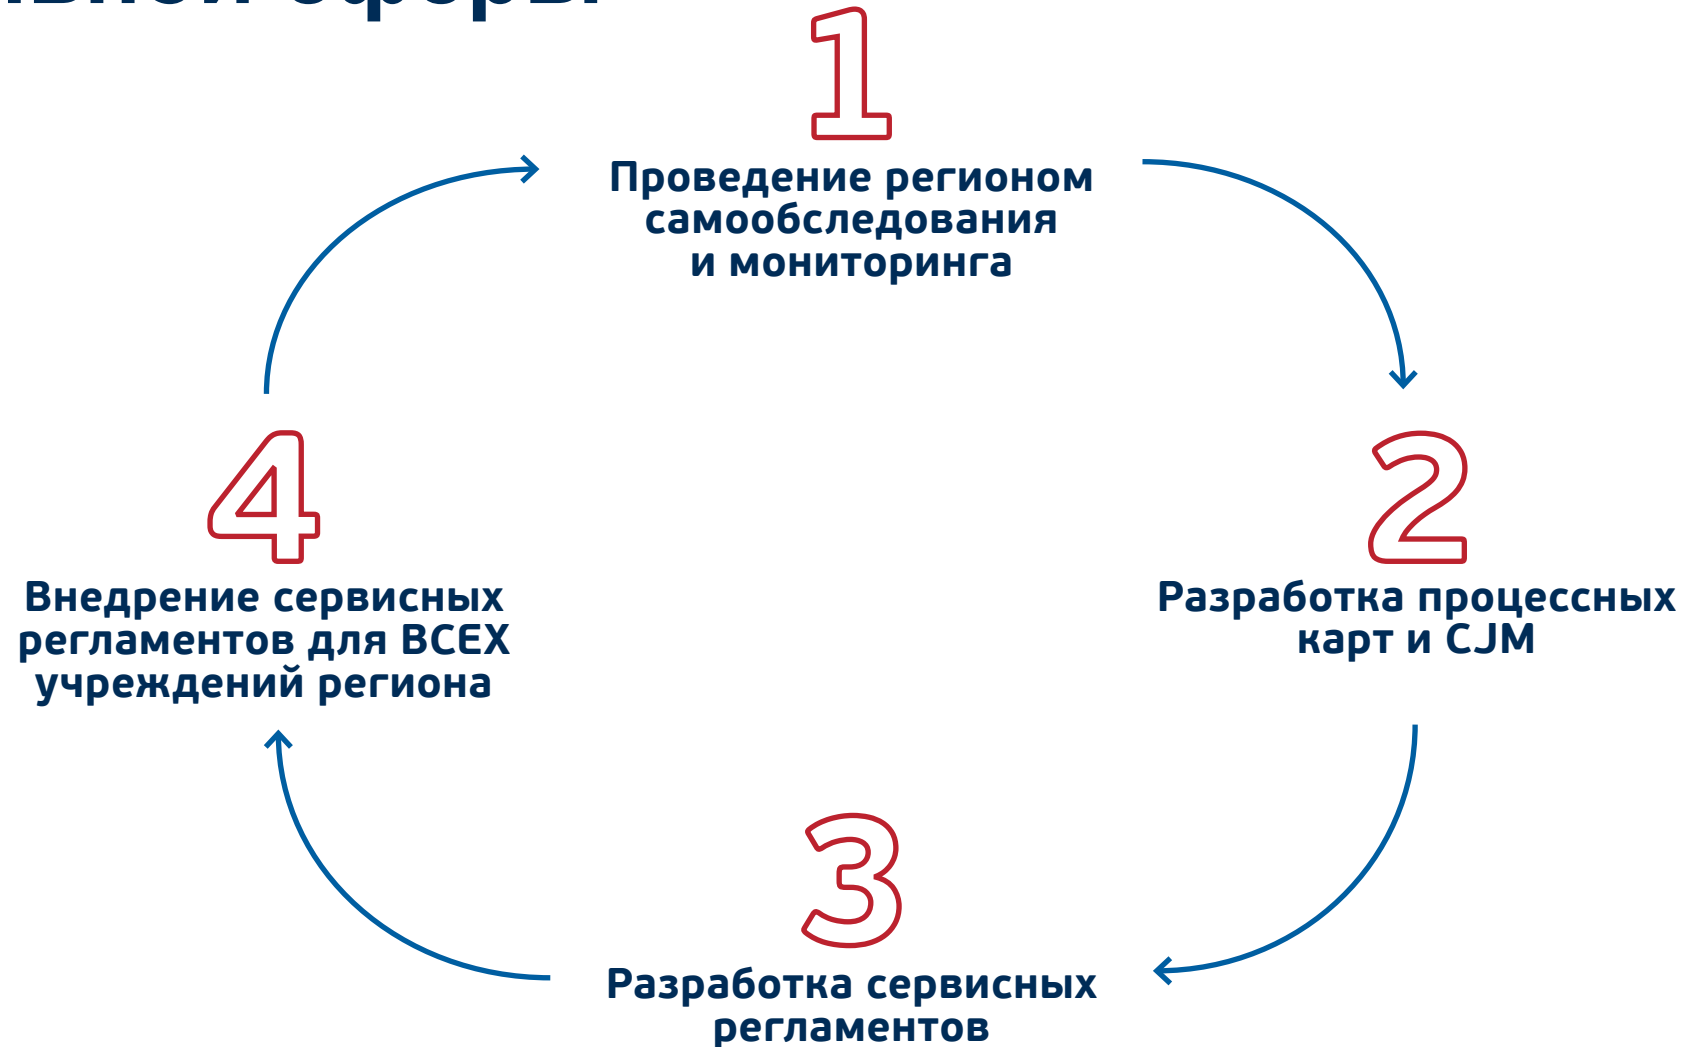 1
Проведение регионом
самообследования
и мониторинга
2
Разработка процессных
карт и CJM
3
Разработка сервисных
регламентов
4
Внедрение сервисных
регламентов для ВСЕХ
учреждений региона